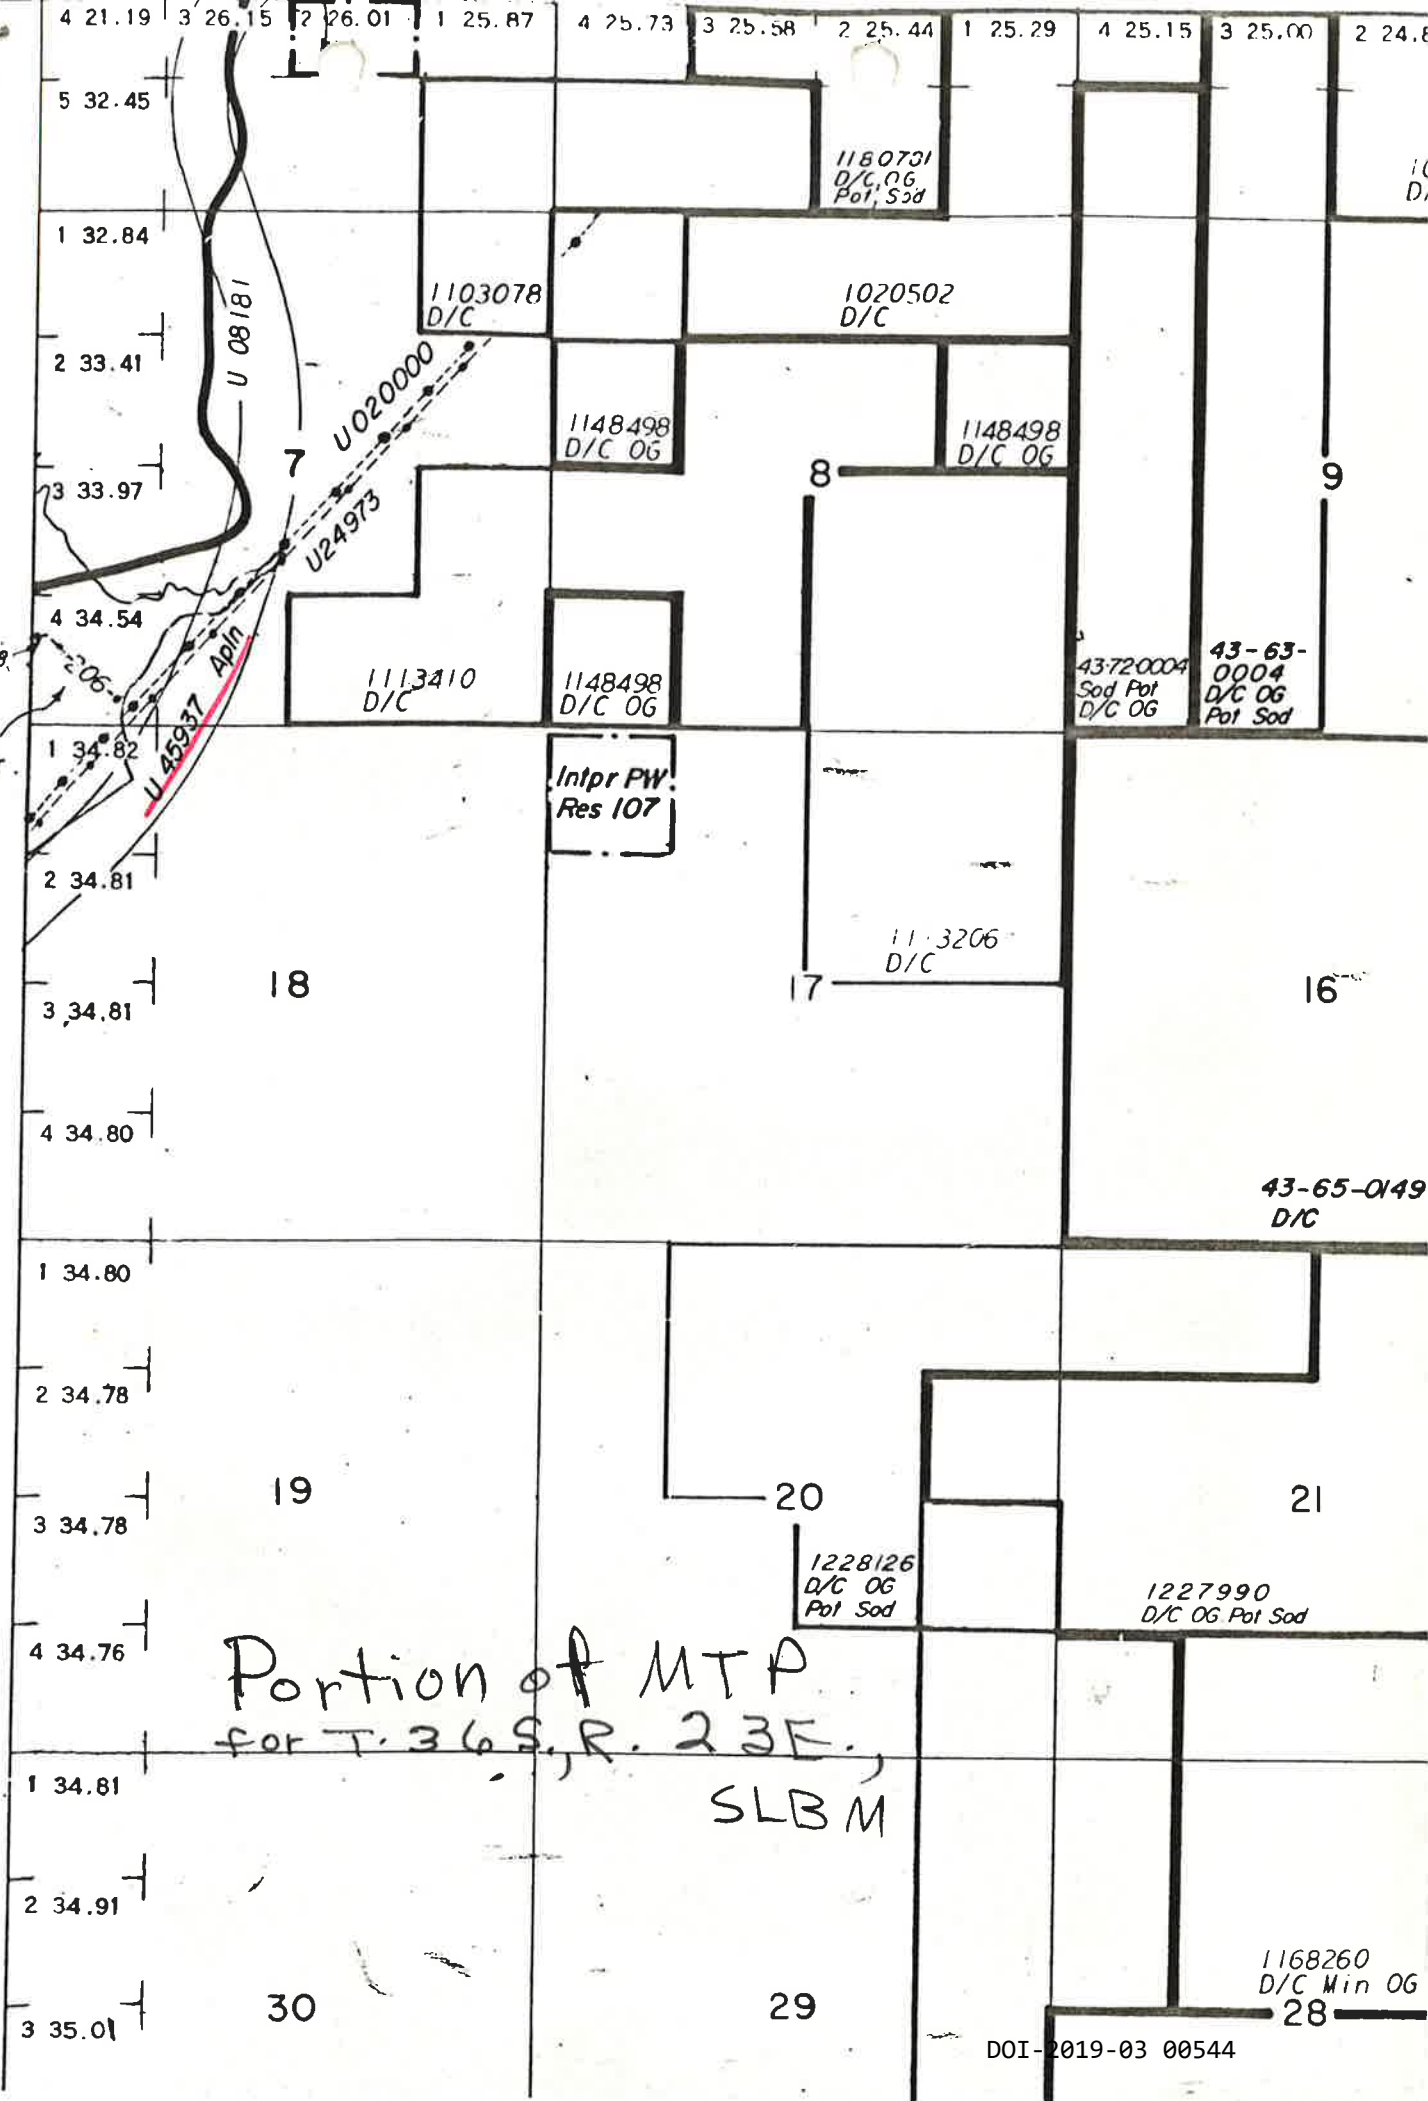 4 21.19
3 26.15
2 26.01
1 25.87
4 25.73
3 25.58
2 25.44
1 25.29
4 25.15
3 25.00
2 24.8
5 32.45
1180731
D/C, OG
Pot, Sod
D/
1 32.84
U 08181
1103078
D/C
1020502
D/C
2 33.41
U 020000
1148498
D/C OG
1148498
D/C OG
7
8
9
3 33.97
U24973
4 34.54
206
Apln
U 45937
1113410
D/C
1148498
D/C OG
43-72-0004
Sod Pot
D/C OG
43-63-
0004
D/C OG
Pot Sod
1 34.82
Intpr PW
Res 107
2 34.81
11 3206
D/C
18
17
16
3 34.81
4 34.80
43-65-0149
D/C
1 34.80
2 34.78
19
20
21
3 34.78
1228126
D/C OG
Pot Sod
1227990
D/C OG Pot Sod
4 34.76
Portion of MTP
for T. 36 S., R. 23E.,
SLBM
1 34.81
2 34.91
1168260
D/C Min OG
30
29
28
3 35.01
DOI-2019-03 00544